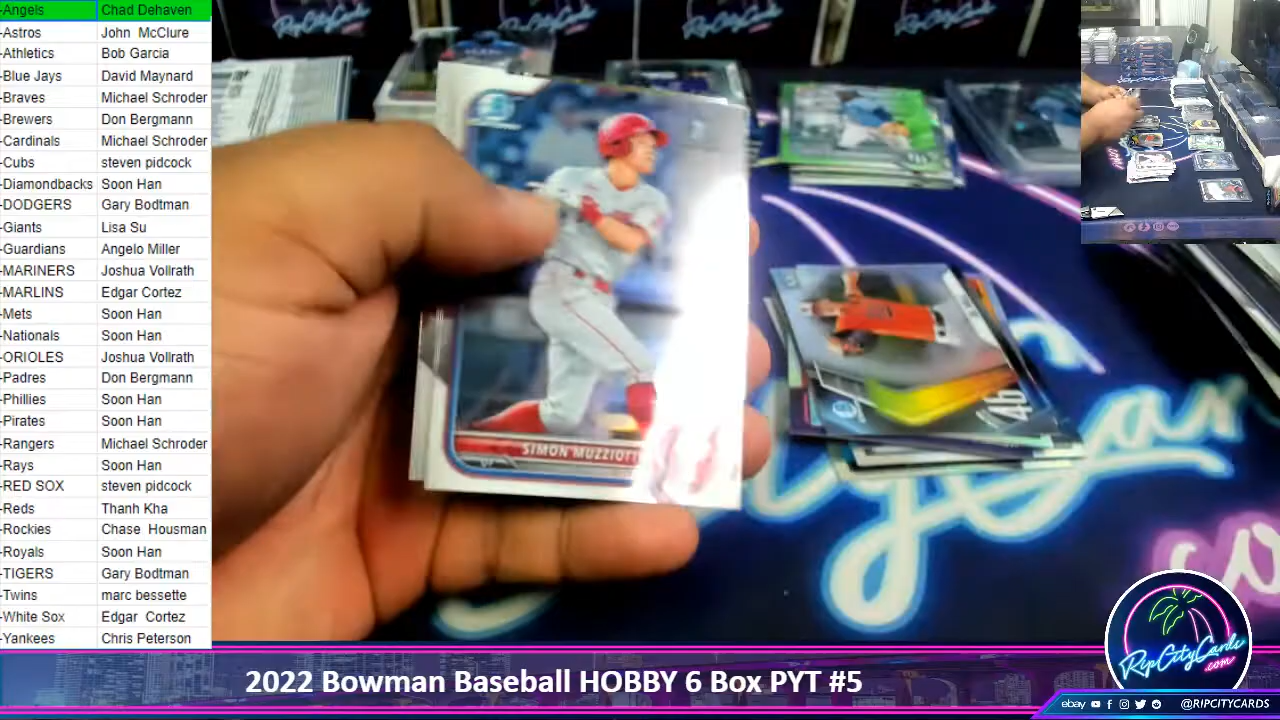 -Angels Chad Dehaven
-Astros John McClure
-Athletics Bob Garcia
-Blue Jays David Maynard
-Braves Michael Schroder
-Brewers Don Bergmann
-Cardinals Michael Schroder
-Cubs steven pidcock
-Diamondbacks Soon Han
-DODGERS Gary Bodtman
-Giants Lisa Su
-Guardians Angelo Miller
-MARINERS Joshua Vollrath
-MARLINS Edgar Cortez
-Mets Soon Han
-Nationals Soon Han
-ORIOLES Joshua Vollrath
-Padres Don Bergmann
-Phillies Soon Han
-Pirates Soon Han
-Rangers Michael Schroder
-Rays Soon Han
-RED SOX steven pidcock
-Reds Thanh Kha
-Rockies Chase Housman
-Royals Soon Han
-TIGERS Gary Bodtman
-Twins marc bessette
-White Sox Edgar Cortez
-Yankees Chris Peterson
SIMON MUZZIOTTI
46
2022 Bowman Baseball HOBBY 6 Box PYT #5
RipCityCards
.com
ebay @RIPCITYCARDS